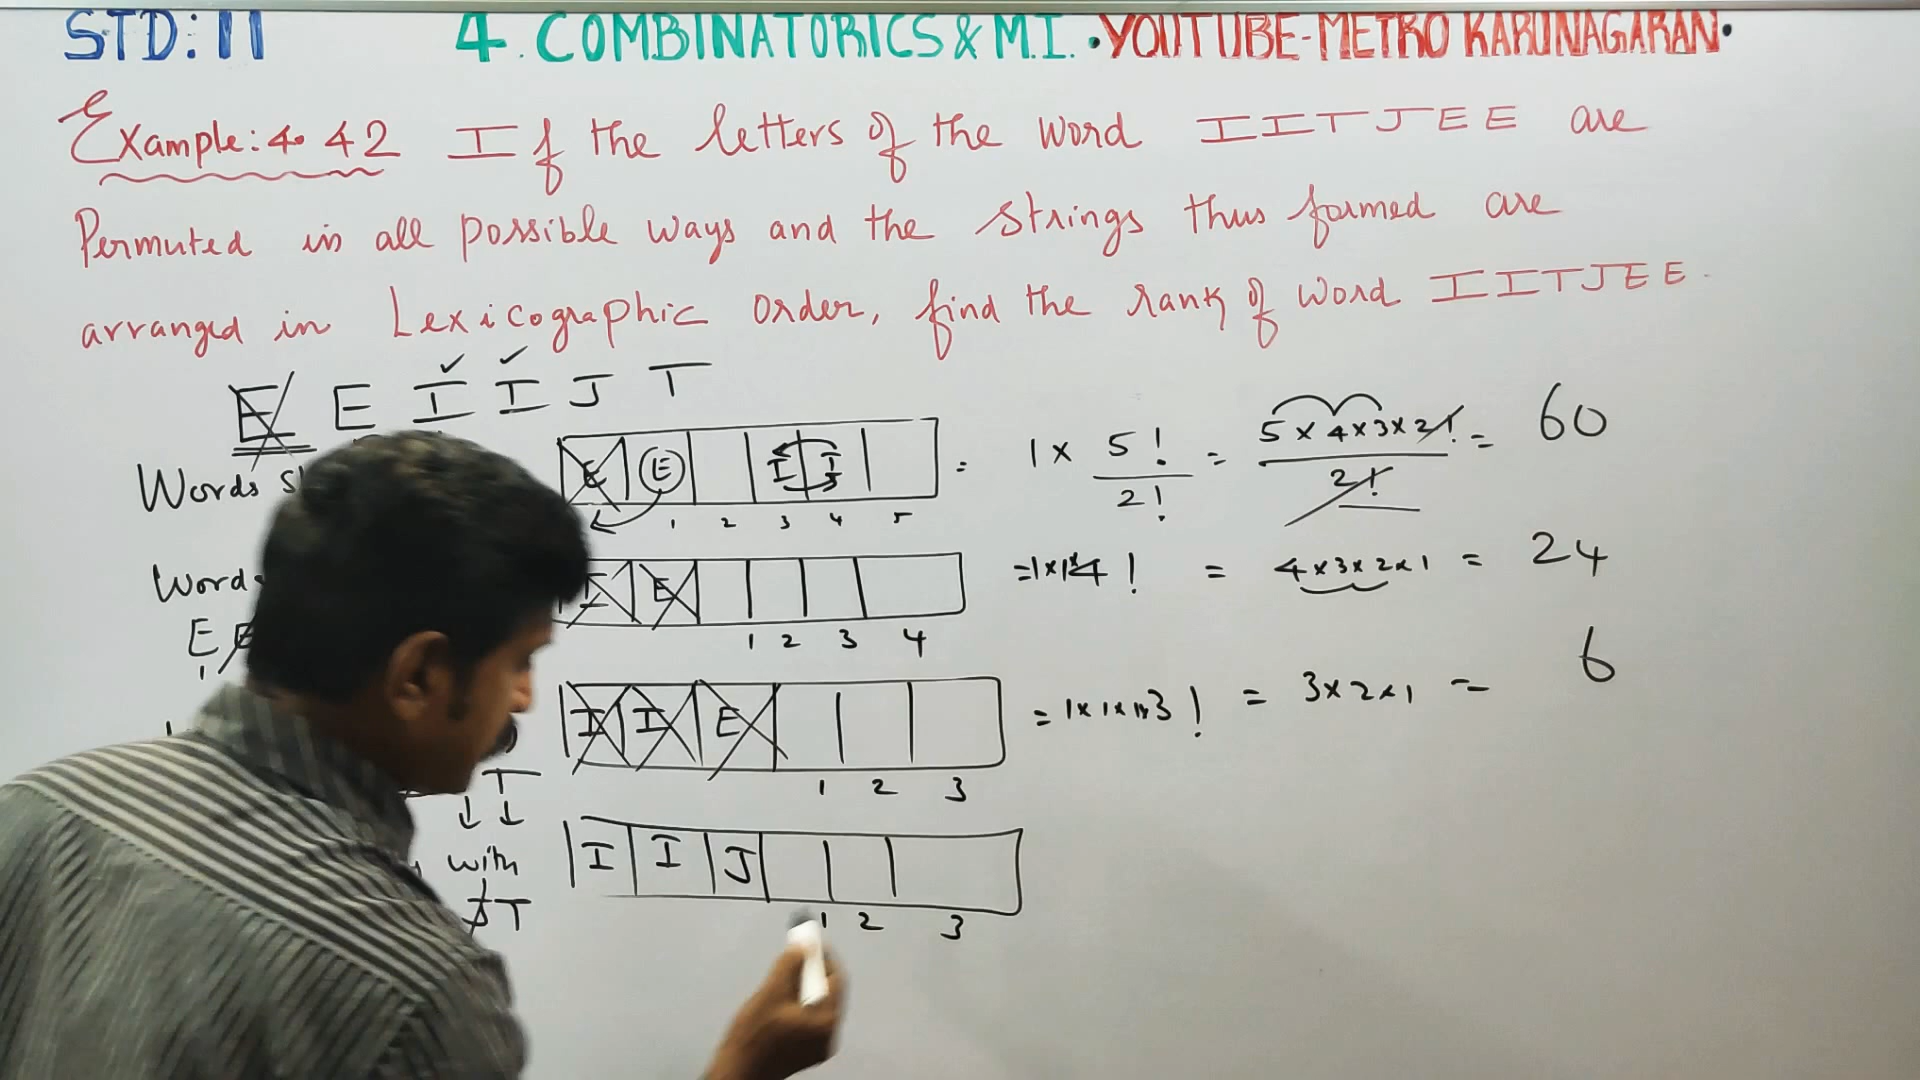 STD: 11 4. COMBINATORICS & M.I. •YOUTUBE-METRO KARUNAGARAN•
Example: 4.42 If the letters of the word IITJEE are
Permuted in all possible ways and the strings thus formed are
arranged in Lexicographic order, find the rank of word IITJEE.
E E I I J T
Words E E I I = 1 × 5!/2! = 5×4×3×2!/2! = 60
1 2 3 4 5
Words I E = 1×1×4! = 4×3×2×1 = 24
E E
1 2 3 4
I I E = 1×1×1×3! = 3×2×1 = 6
T
1 2 3
with I I J
J T
1 2 3